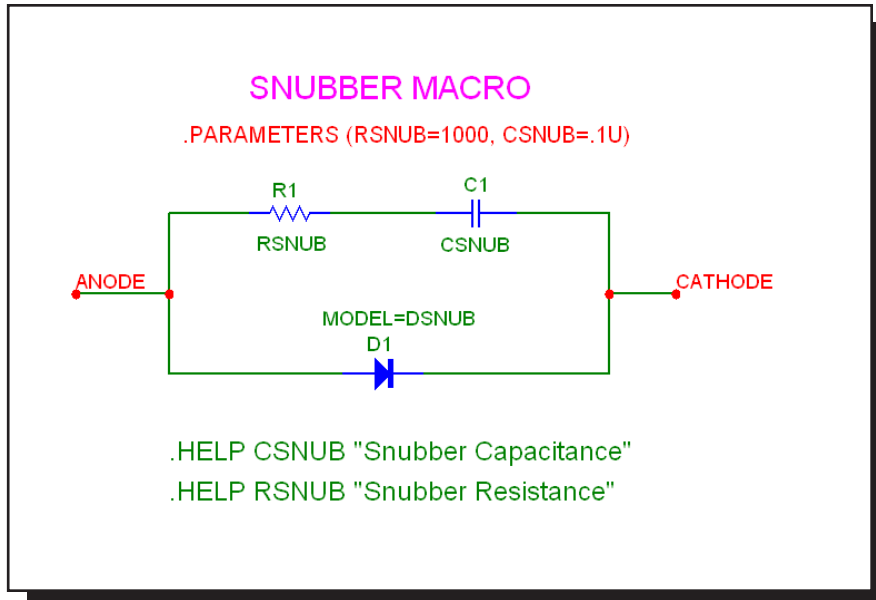 SNUBBER MACRO
.PARAMETERS (RSNUB=1000, CSNUB=.1U)
R1
C1
RSNUB
CSNUB
ANODE
CATHODE
MODEL=DSNUB
D1
.HELP CSNUB "Snubber Capacitance"
.HELP RSNUB "Snubber Resistance"